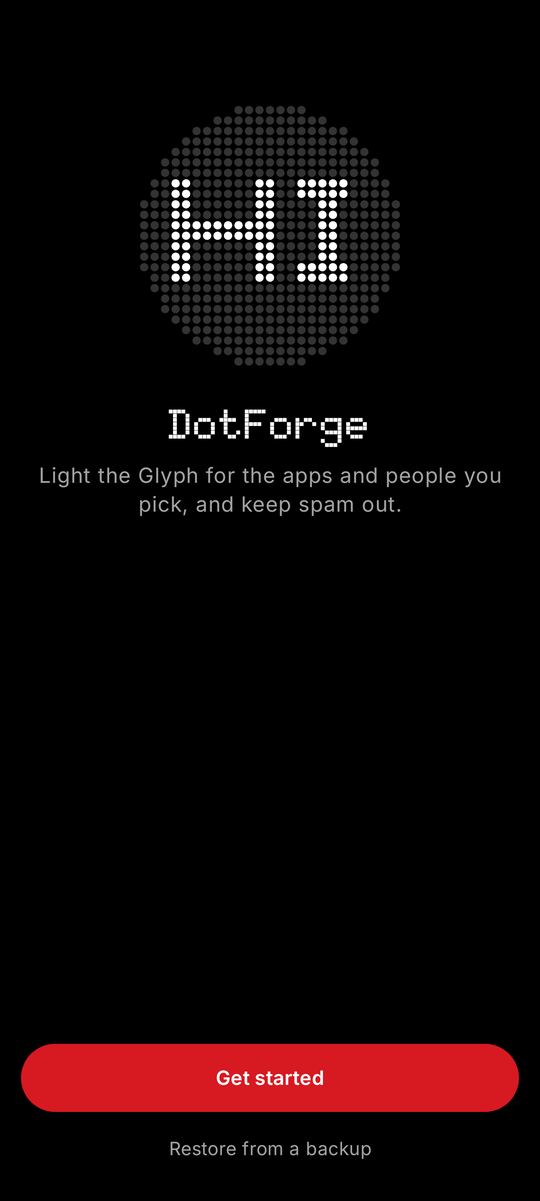 HI
DotForge
Light the Glyph for the apps and people you
pick, and keep spam out.
Get started
Restore from a backup